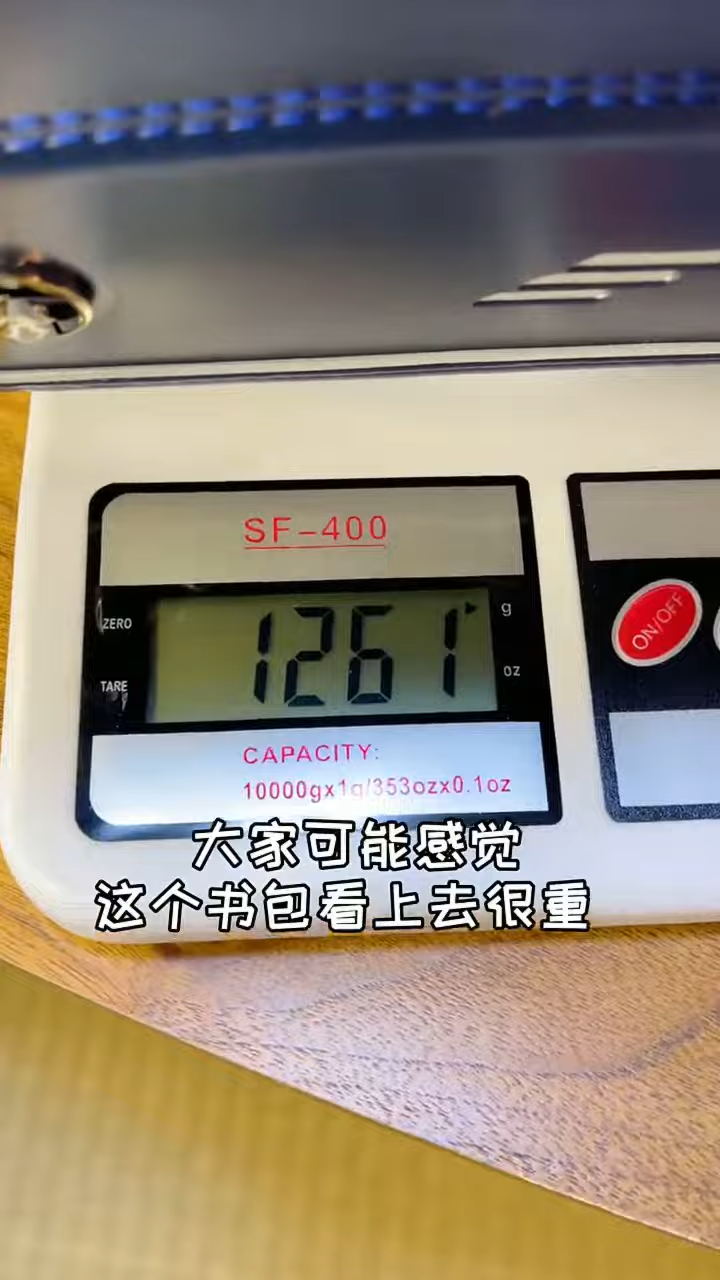 SF-400
ZERO
TARE
1261
g
oz
ON/OFF
CAPACITY:
10000gx1g/353ozx0.1oz
大家可能感觉
这个书包看上去很重